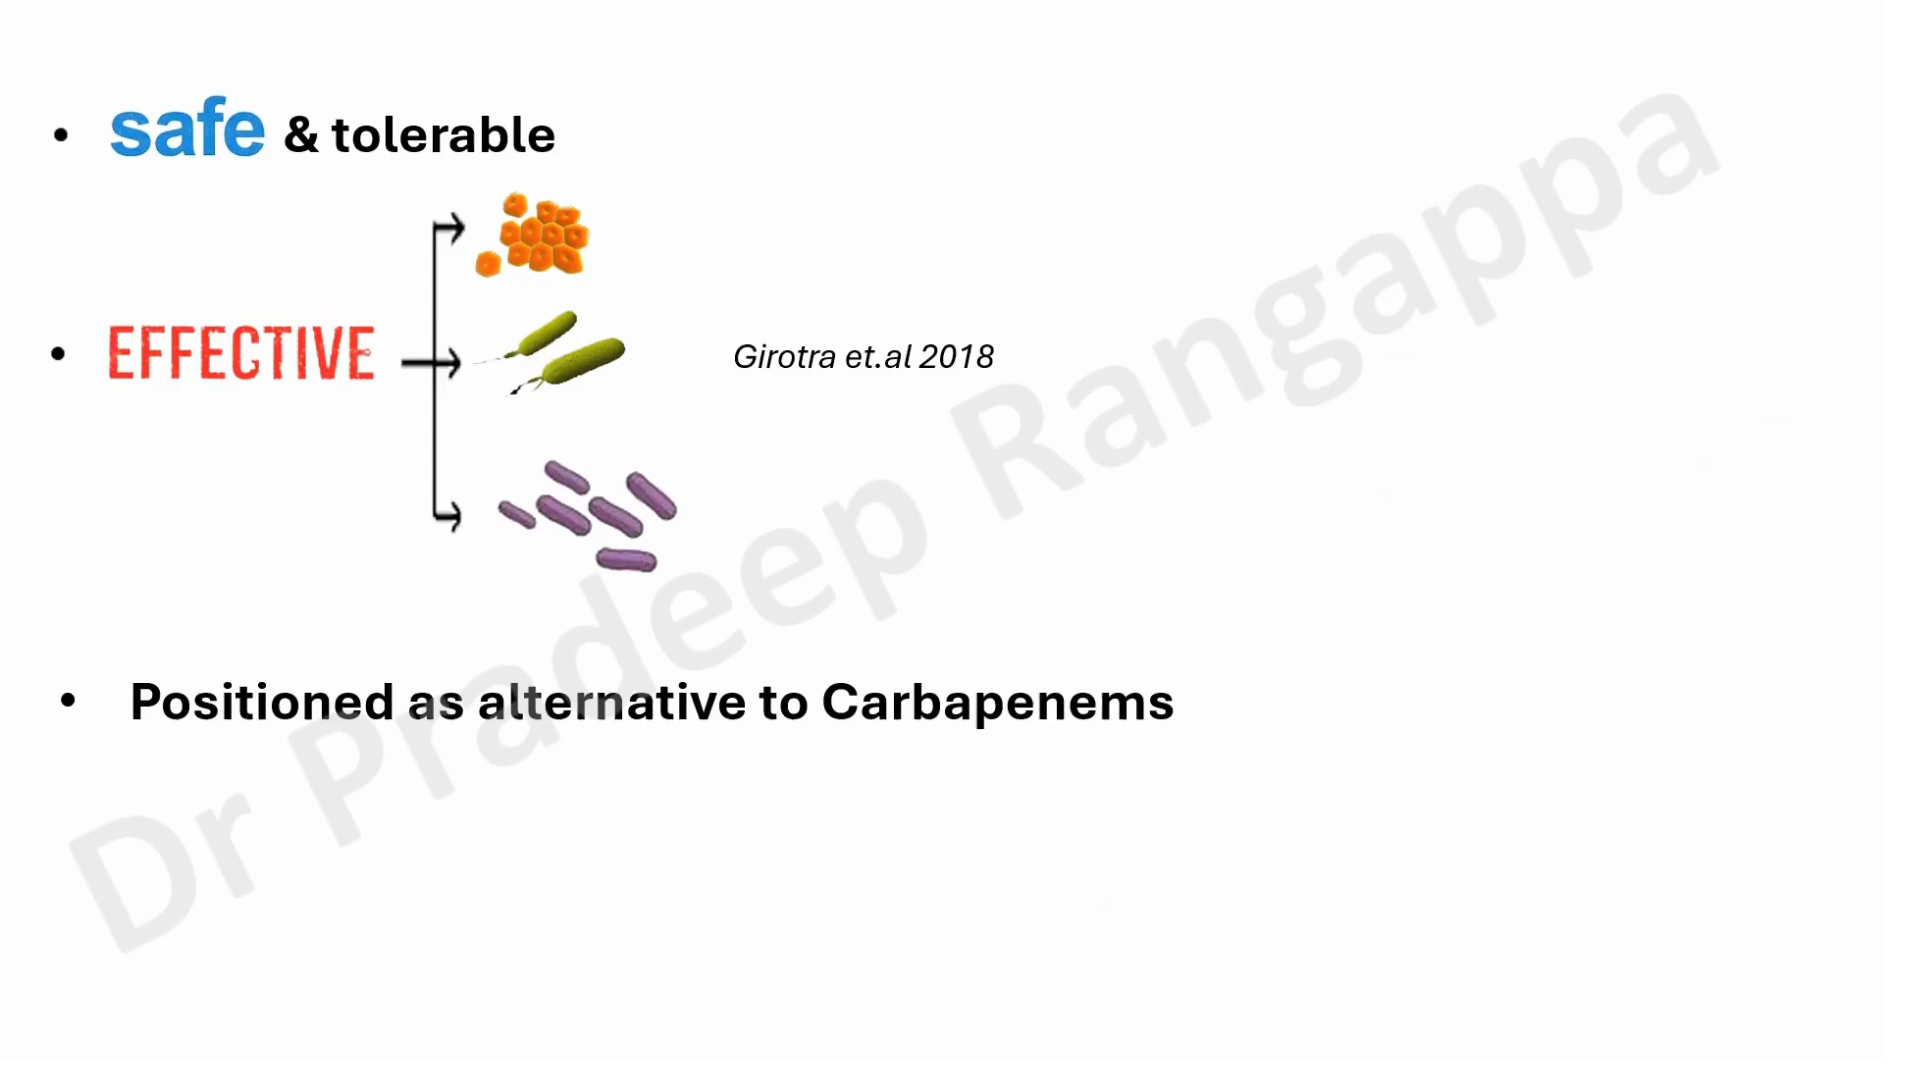 • safe & tolerable
• EFFECTIVE
Girotra et.al 2018
• Positioned as alternative to Carbapenems
Dr Pradeep Rangappa